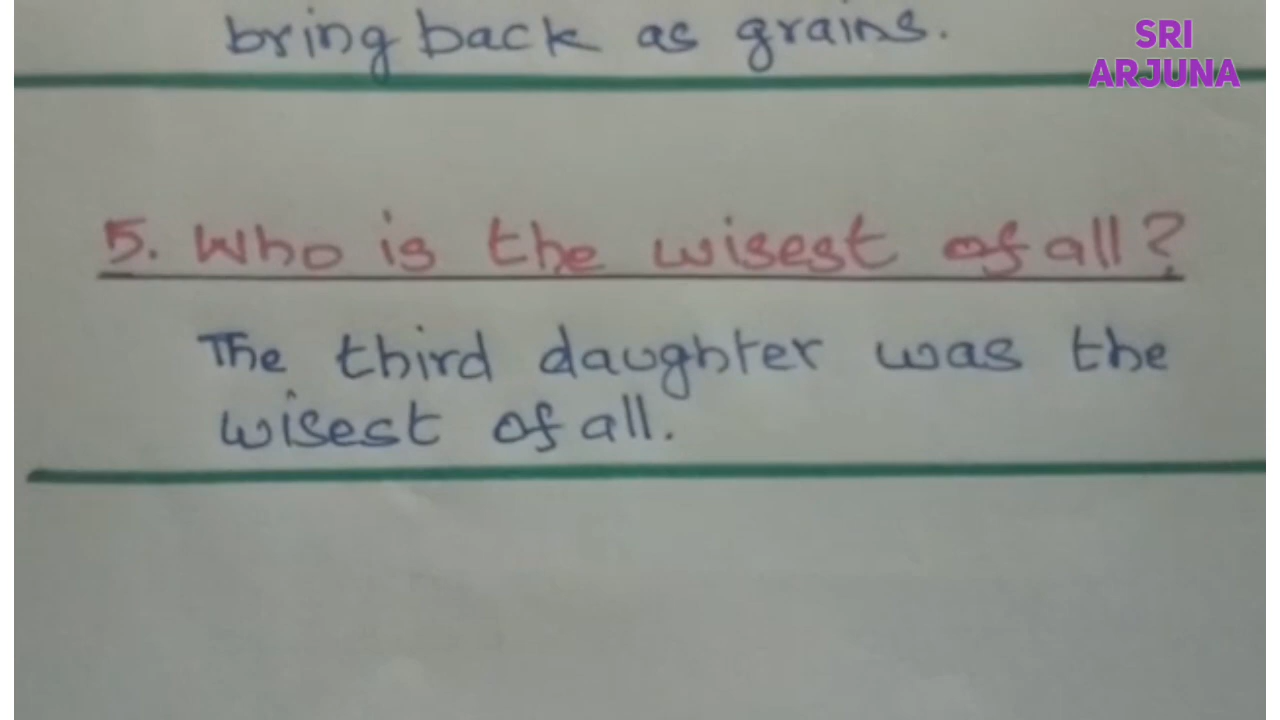 bring back as grains.
SRI
ARJUNA
5. Who is the wisest of all?
The third daughter was the
wisest of all.